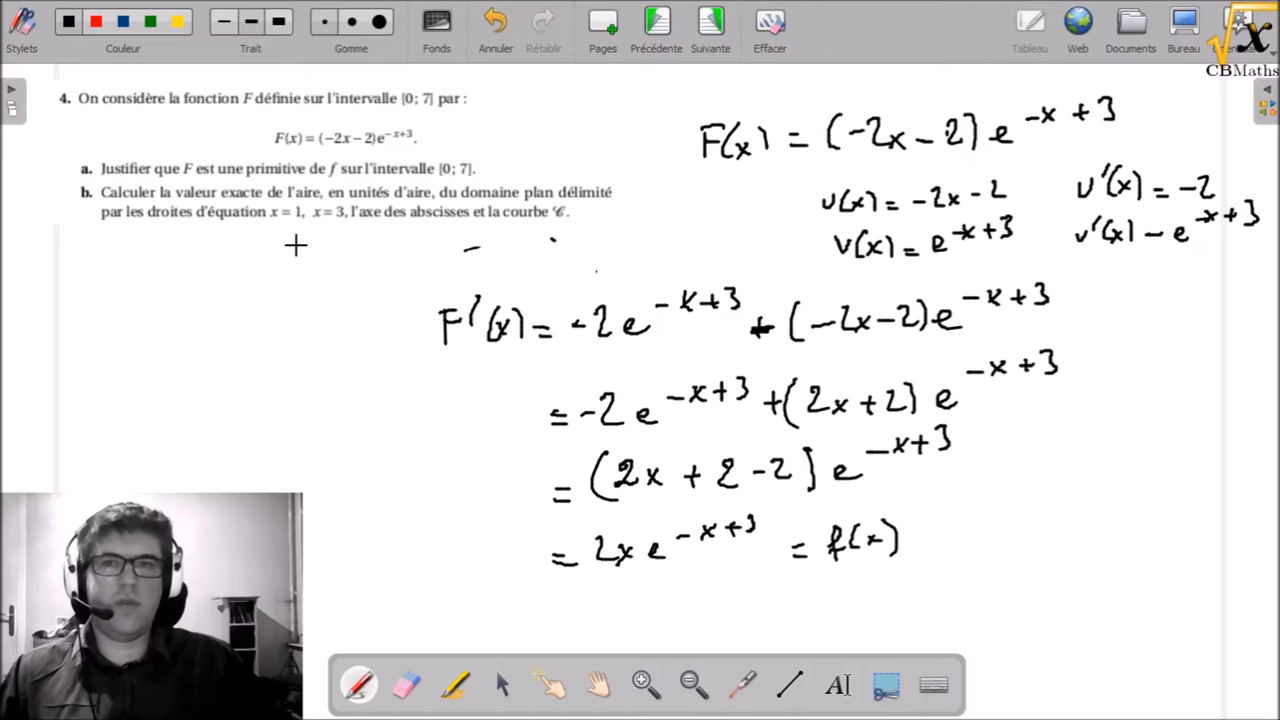 Stylets Couleur Trait Gomme Fonds Annuler Rétablir Pages Précédente Suivante Effacer Tableau Web Documents Bureau
CBMaths
4. On considère la fonction F définie sur l'intervalle [0; 7] par :
F(x) = (−2x − 2)e^{−x+3}.
a. Justifier que F est une primitive de f sur l'intervalle [0; 7].
b. Calculer la valeur exacte de l'aire, en unités d'aire, du domaine plan délimité
par les droites d'équation x = 1, x = 3, l'axe des abscisses et la courbe 𝒞.
F(x) = (-2x - 2) e^{-x + 3}
u(x) = -2x - 2 u'(x) = -2
v(x) = e^{-x + 3} v'(x) - e^{-x + 3}
F'(x) = -2 e^{-x+3} + (-2x-2) e^{-x+3}
= -2 e^{-x+3} + (2x+2) e^{-x+3}
= (2x + 2 -2) e^{-x+3}
= 2x e^{-x+3} = f(x)
AI